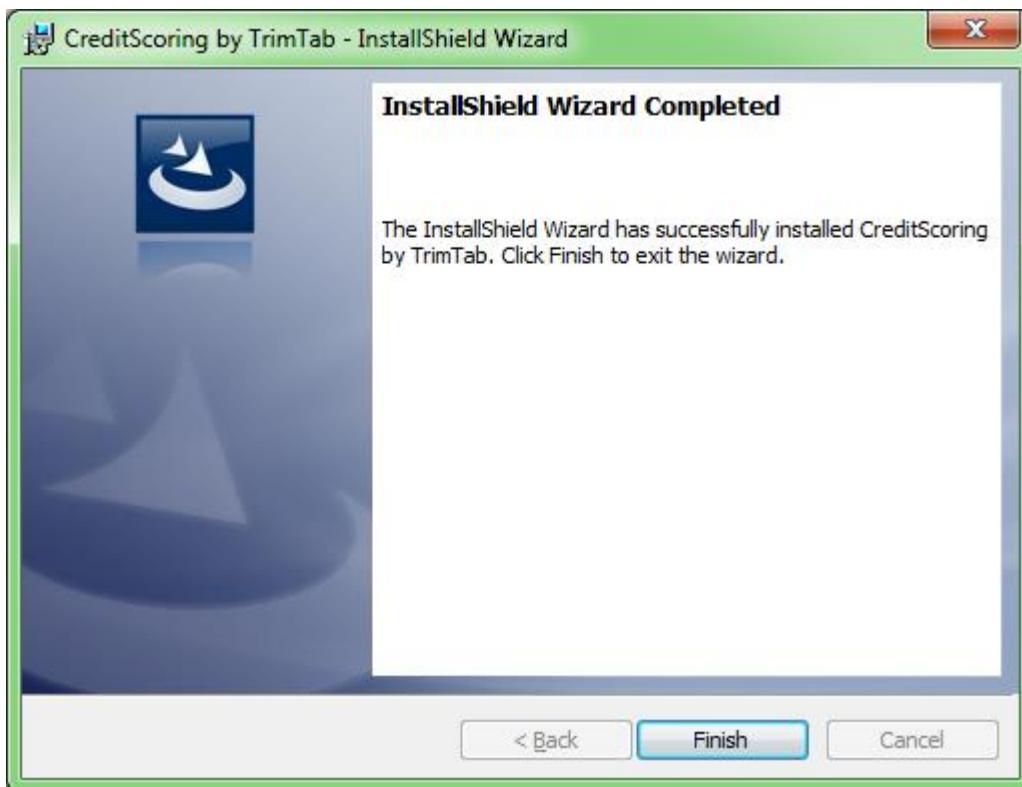 CreditScoring by TrimTab - InstallShield Wizard
InstallShield Wizard Completed
The InstallShield Wizard has successfully installed CreditScoring
by TrimTab. Click Finish to exit the wizard.
< Back
Finish
Cancel